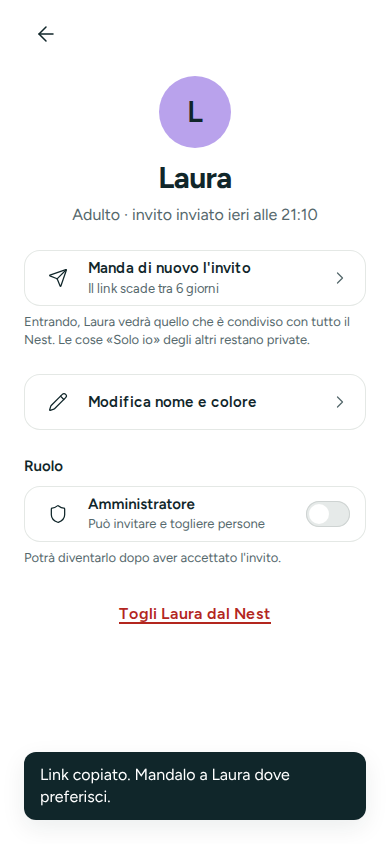 L
Laura
Adulto · invito inviato ieri alle 21:10
Manda di nuovo l'invito
Il link scade tra 6 giorni
Entrando, Laura vedrà quello che è condiviso con tutto il
Nest. Le cose «Solo io» degli altri restano private.
Modifica nome e colore
Ruolo
Amministratore
Può invitare e togliere persone
Potrà diventarlo dopo aver accettato l'invito.
Togli Laura dal Nest
Link copiato. Mandalo a Laura dove
preferisci.